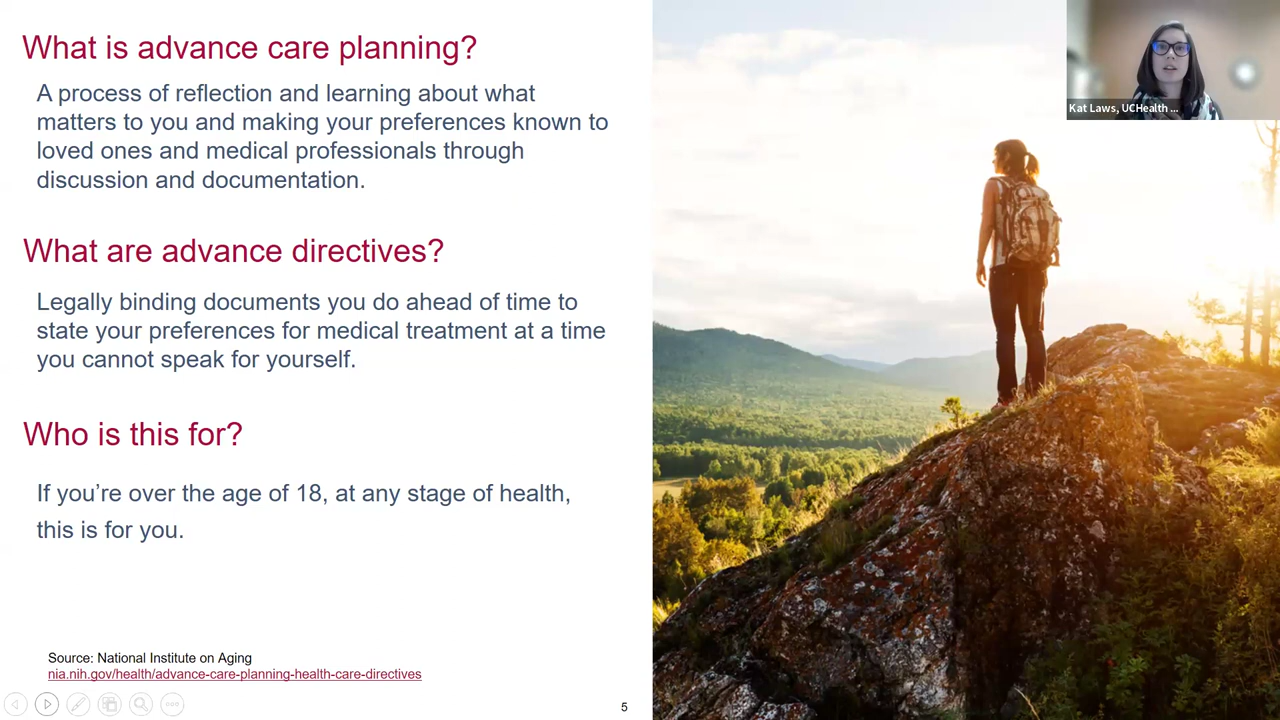 What is advance care planning?
A process of reflection and learning about what
matters to you and making your preferences known to
loved ones and medical professionals through
discussion and documentation.
What are advance directives?
Legally binding documents you do ahead of time to
state your preferences for medical treatment at a time
you cannot speak for yourself.
Who is this for?
If you’re over the age of 18, at any stage of health,
this is for you.
Source: National Institute on Aging
nia.nih.gov/health/advance-care-planning-health-care-directives
5
Kat Laws, UCHealth ...